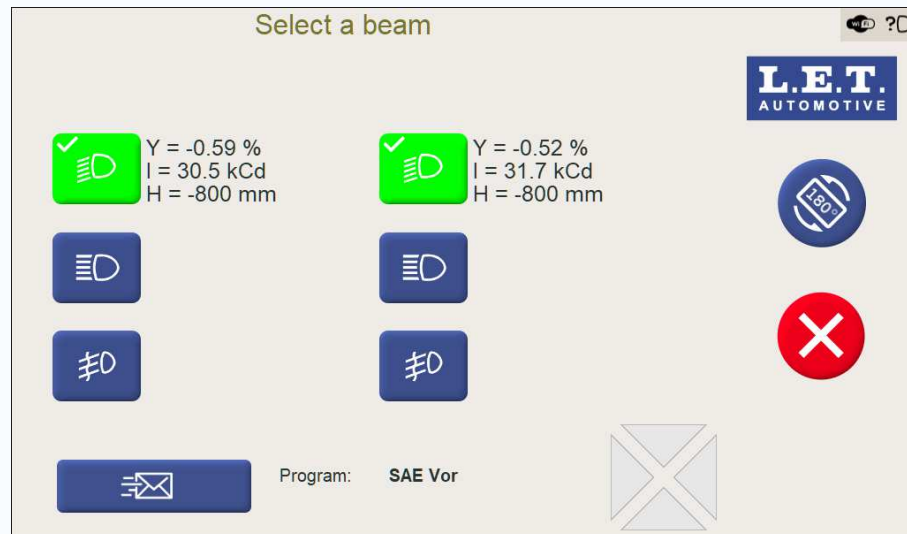 Select a beam
WiFi ?
L.E.T.
AUTOMOTIVE
Y = -0.59 %
I = 30.5 kCd
H = -800 mm
Y = -0.52 %
I = 31.7 kCd
H = -800 mm
180°
Program: SAE Vor